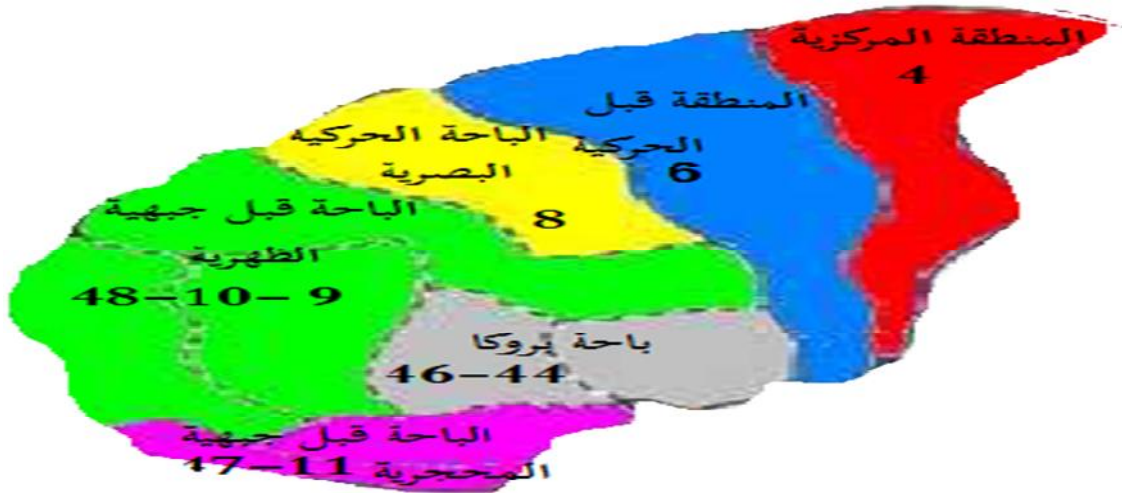 المنطقة المركزية
4
المنطقة قبل
الحركية
6
الباحة الحركيه
البصرية
8
الباحة قبل جبهية
الظهرية
48-10-9
باحة بروكا
46-44
الباحة قبل جبهية
المحجرية 47-11